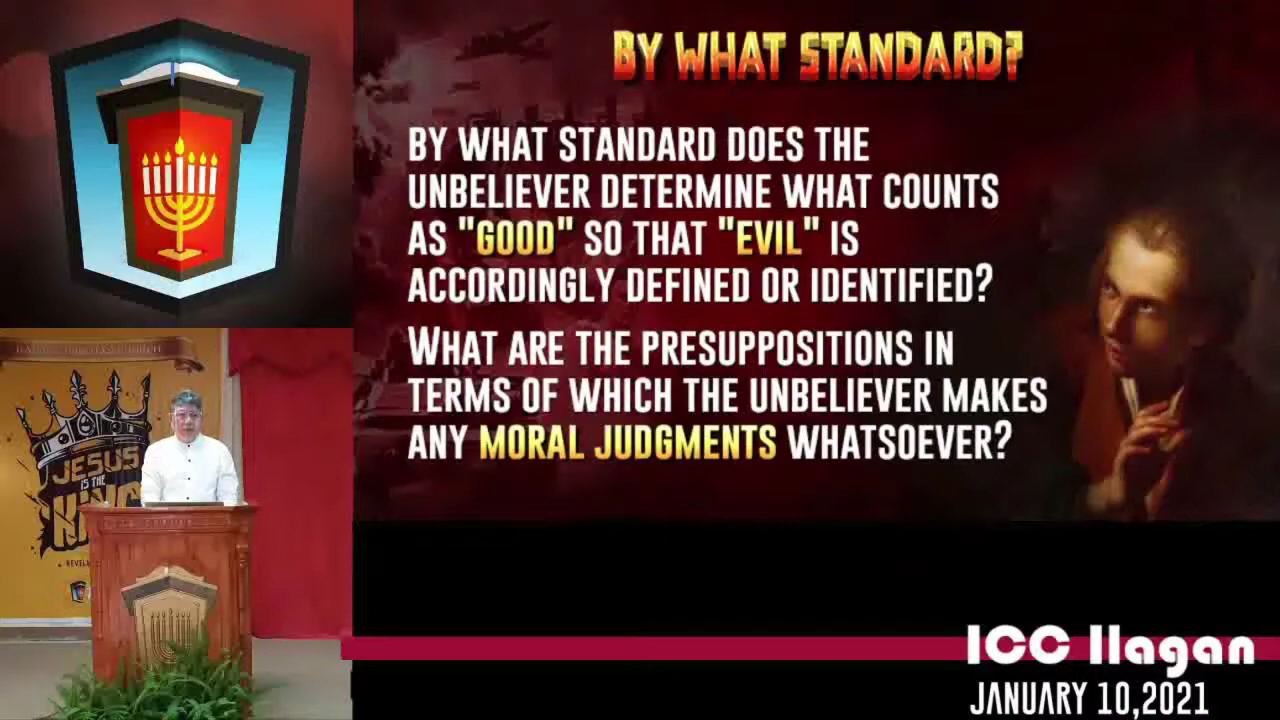 BY WHAT STANDARD?
BY WHAT STANDARD DOES THE
UNBELIEVER DETERMINE WHAT COUNTS
AS "GOOD" SO THAT "EVIL" IS
ACCORDINGLY DEFINED OR IDENTIFIED?
WHAT ARE THE PRESUPPOSITIONS IN
TERMS OF WHICH THE UNBELIEVER MAKES
ANY MORAL JUDGMENTS WHATSOEVER?
JESUS
IS THE
KING
ICC Ilagan
JANUARY 10,2021